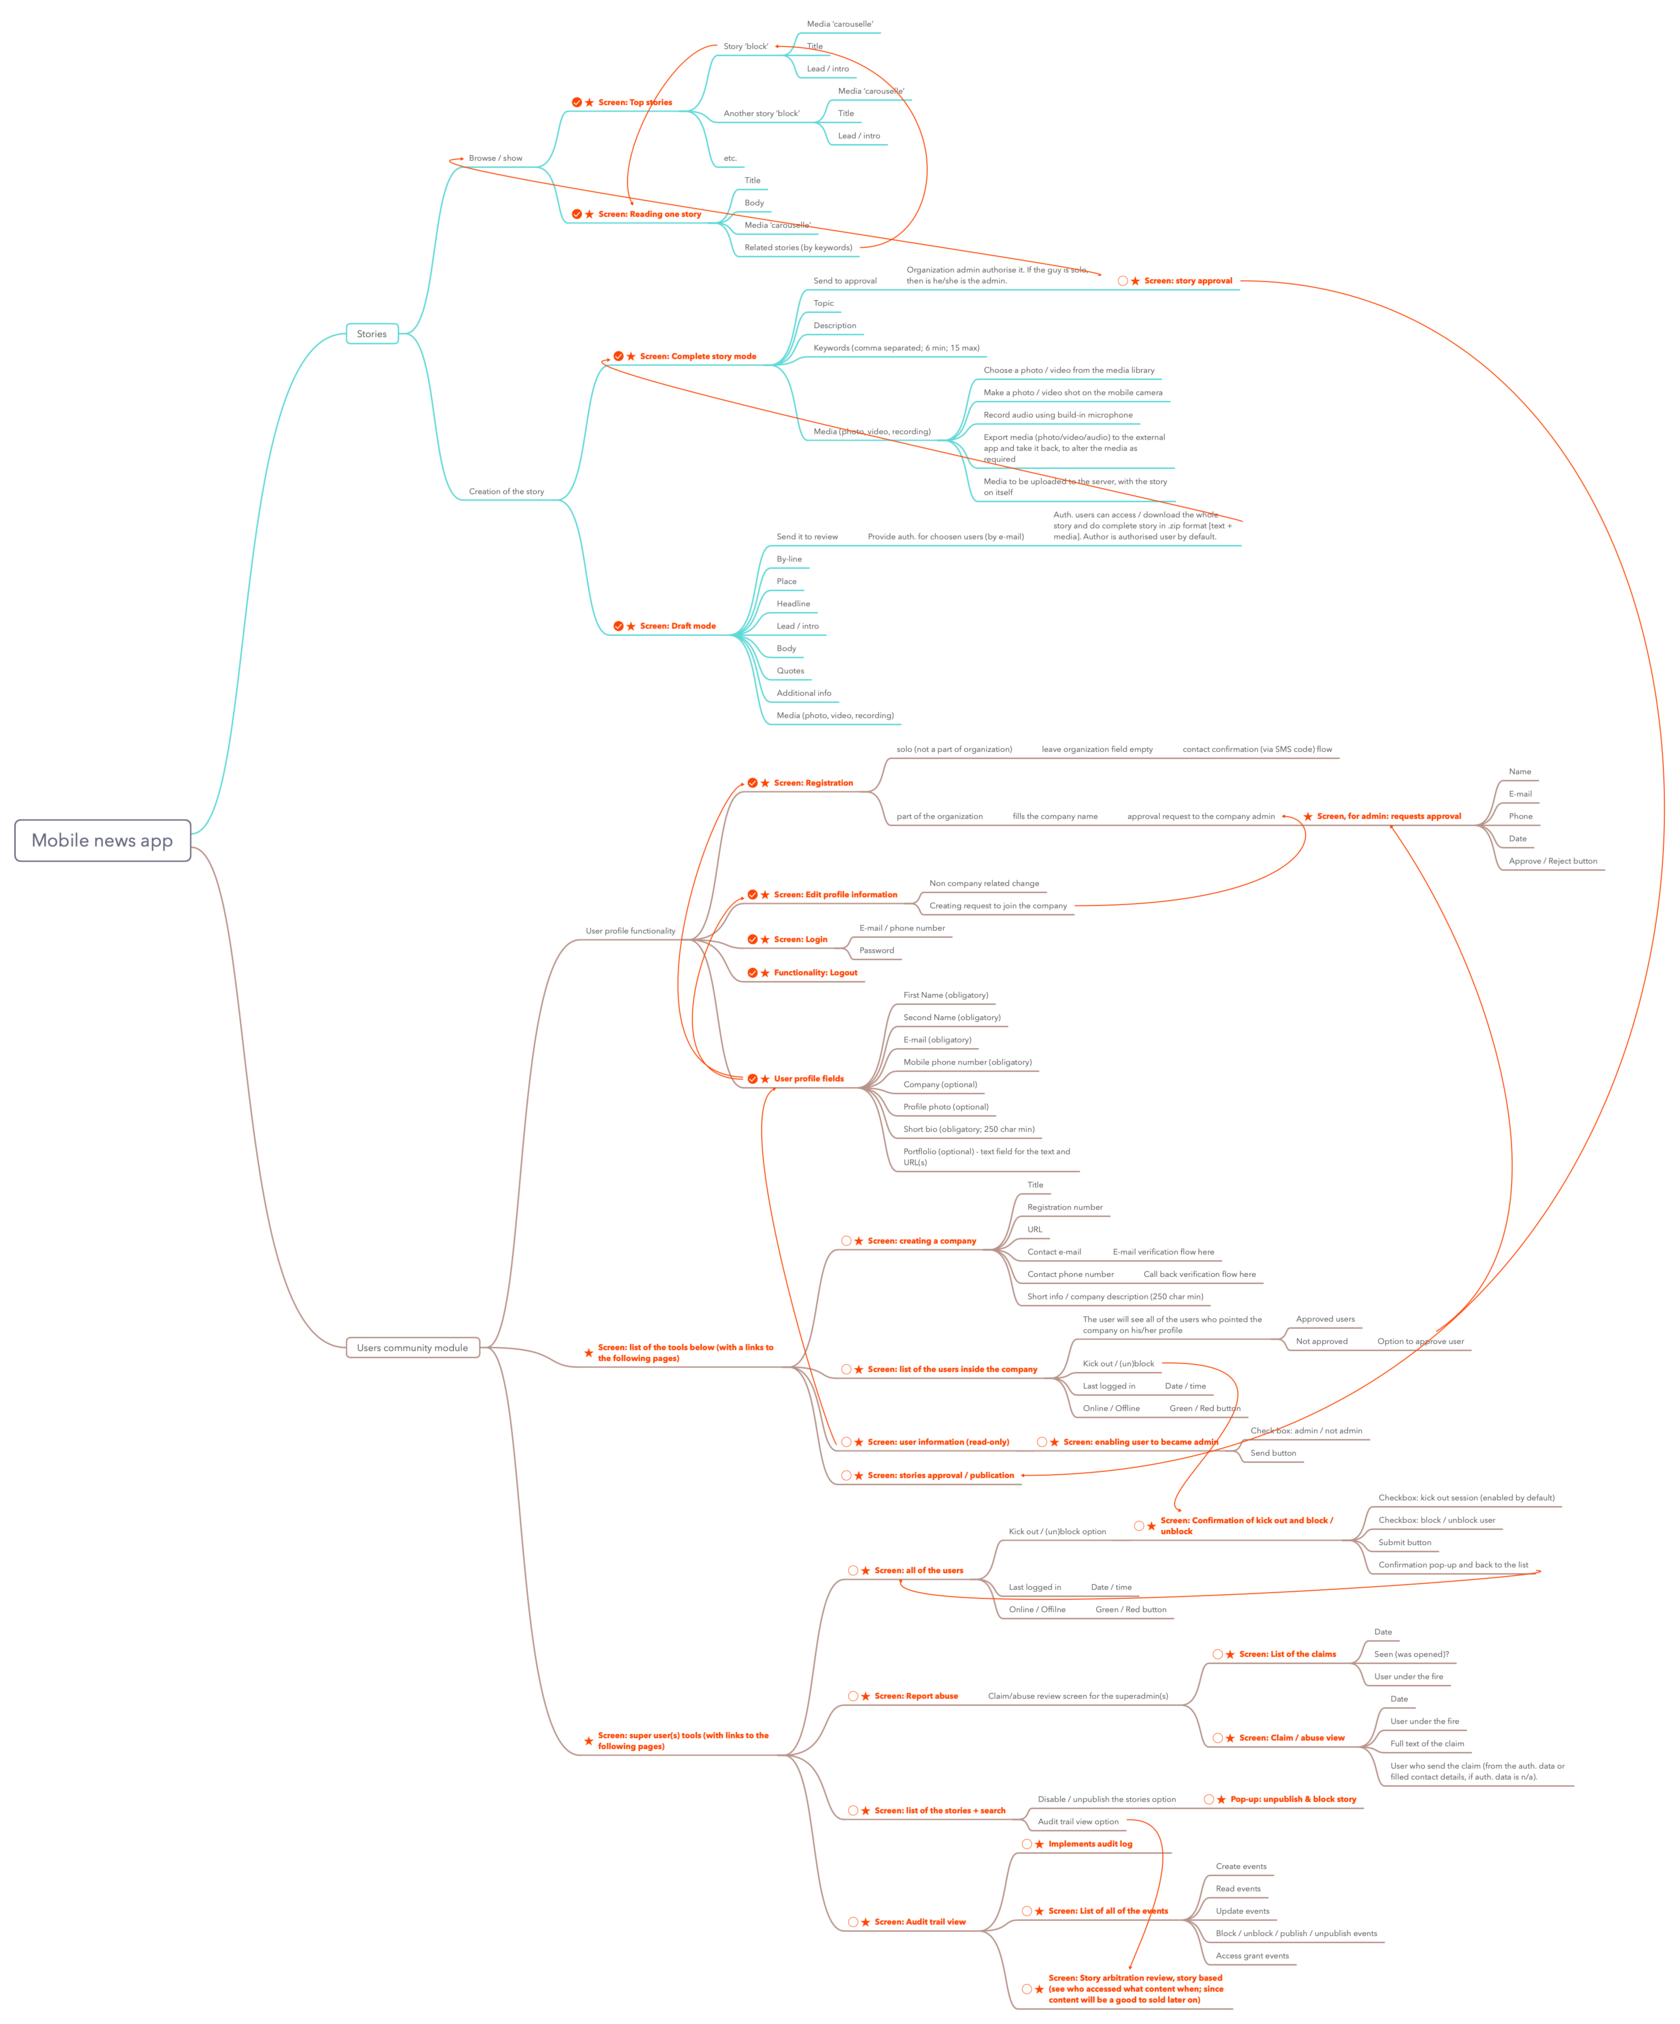 Mobile news app
Stories
Browse / show
Screen: Top stories
Story 'block'
Media 'carouselle'
Title
Lead / intro
Another story 'block'
Media 'carouselle'
Title
Lead / intro
etc.
Screen: Reading one story
Title
Body
Media 'carouselle'
Related stories (by keywords)
Creation of the story
Screen: Complete story mode
Send to approval
Organization admin authorise it. If the guy is solo,
then is he/she is the admin.
Screen: story approval
Topic
Description
Keywords (comma separated; 6 min; 15 max)
Media (photo, video, recording)
Choose a photo / video from the media library
Make a photo / video shot on the mobile camera
Record audio using build-in microphone
Export media (photo/video/audio) to the external
app and take it back, to alter the media as
required
Media to be uploaded to the server, with the story
on itself
Screen: Draft mode
Send it to review
Provide auth. for choosen users (by e-mail)
Auth. users can access / download the whole
story and do complete story in .zip format [text +
media]. Author is authorised user by default.
By-line
Place
Headline
Lead / intro
Body
Quotes
Additional info
Media (photo, video, recording)
Users community module
User profile functionality
Screen: Registration
solo (not a part of organization)
leave organization field empty
contact confirmation (via SMS code) flow
part of the organization
fills the company name
approval request to the company admin
Screen, for admin: requests approval
Name
E-mail
Phone
Date
Approve / Reject button
Screen: Edit profile information
Non company related change
Creating request to join the company
Screen: Login
E-mail / phone number
Password
Functionality: Logout
User profile fields
First Name (obligatory)
Second Name (obligatory)
E-mail (obligatory)
Mobile phone number (obligatory)
Company (optional)
Profile photo (optional)
Short bio (obligatory; 250 char min)
Portflolio (optional) - text field for the text and
URL(s)
Screen: list of the tools below (with a links to
the following pages)
Screen: creating a company
Title
Registration number
URL
Contact e-mail
E-mail verification flow here
Contact phone number
Call back verification flow here
Short info / company description (250 char min)
Screen: list of the users inside the company
The user will see all of the users who pointed the
company on his/her profile
Approved users
Not approved
Option to approve user
Kick out / (un)block
Last logged in
Date / time
Online / Offline
Green / Red button
Screen: user information (read-only)
Screen: enabling user to became admin
Check box: admin / not admin
Send button
Screen: stories approval / publication
Screen: super user(s) tools (with links to the
following pages)
Screen: all of the users
Kick out / (un)block option
Screen: Confirmation of kick out and block /
unblock
Checkbox: kick out session (enabled by default)
Checkbox: block / unblock user
Submit button
Confirmation pop-up and back to the list
Last logged in
Date / time
Online / Offilne
Green / Red button
Screen: Report abuse
Claim/abuse review screen for the superadmin(s)
Screen: List of the claims
Date
Seen (was opened)?
User under the fire
Screen: Claim / abuse view
Date
User under the fire
Full text of the claim
User who send the claim (from the auth. data or
filled contact details, if auth. data is n/a).
Screen: list of the stories + search
Disable / unpublish the stories option
Pop-up: unpublish & block story
Audit trail view option
Screen: Audit trail view
Implements audit log
Screen: List of all of the events
Create events
Read events
Update events
Block / unblock / publish / unpublish events
Access grant events
Screen: Story arbitration review, story based
(see who accessed what content when; since
content will be a good to sold later on)